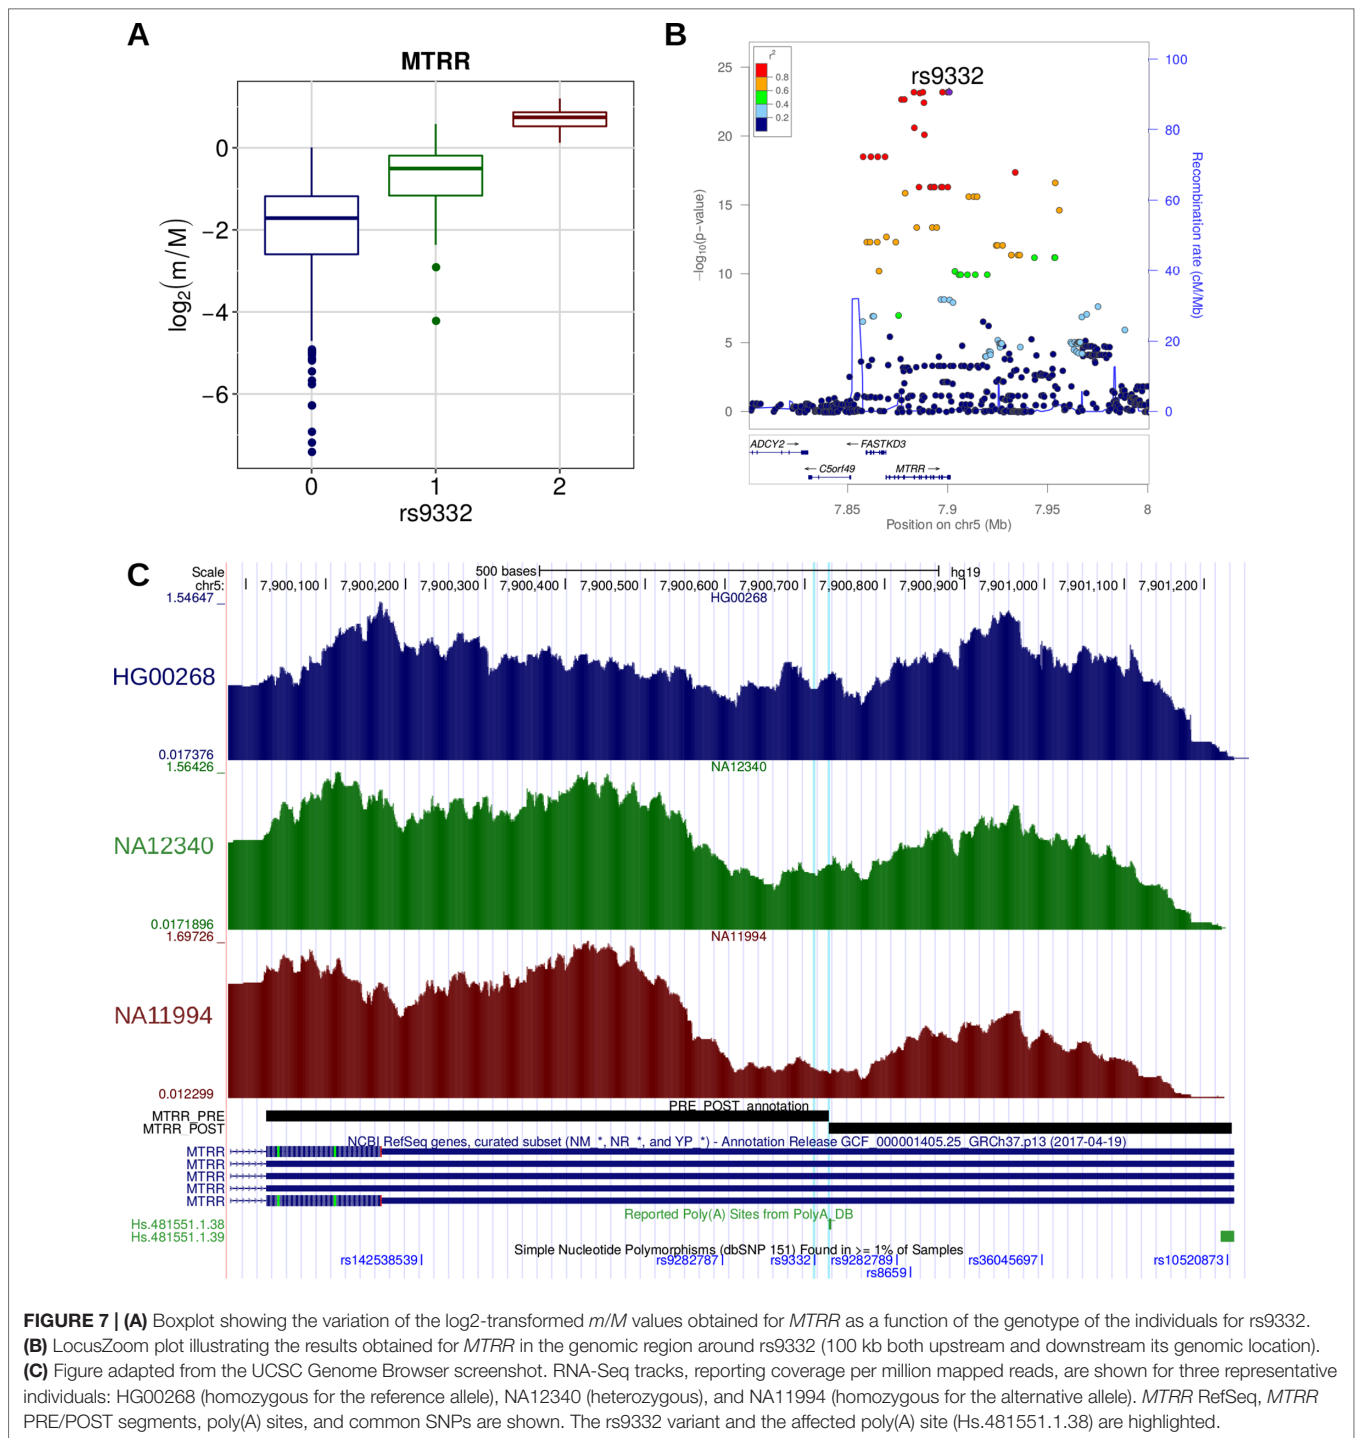 A
MTRR
0
−2
−4
−6
log2(m/M)
0 1 2
rs9332
B
r2
0.8
0.6
0.4
0.2
rs9332
25
20
15
10
5
0
−log10(p−value)
100
80
60
40
20
0
Recombination rate (cM/Mb)
ADCY2
FASTKD3
C5orf49
MTRR
7.85 7.9 7.95 8
Position on chr5 (Mb)
C
Scale 500 bases hg19
chr5: 7,900,100 7,900,200 7,900,300 7,900,400 7,900,500 7,900,600 7,900,700 7,900,800 7,900,900 7,901,000 7,901,100 7,901,200
1.54647 _ HG00268
HG00268
0.017376
1.56426 _ NA12340
NA12340
0.0171896
1.69726 _ NA11994
NA11994
0.012299
PRE_POST_annotation
MTRR_PRE
MTRR_POST
NCBI RefSeq genes, curated subset (NM_*, NR_*, and YP_*) - Annotation Release GCF_000001405.25_GRCh37.p13 (2017-04-19)
MTRR
MTRR
MTRR
MTRR
MTRR
Reported Poly(A) Sites from PolyA_DB
Hs.481551.1.38
Hs.481551.1.39
Simple Nucleotide Polymorphisms (dbSNP 151) Found in >= 1% of Samples
rs142538539 rs9282787 rs9332 rs9282789 rs36045697 rs10520873
rs8659
FIGURE 7 | (A) Boxplot showing the variation of the log2-transformed m/M values obtained for MTRR as a function of the genotype of the individuals for rs9332.
(B) LocusZoom plot illustrating the results obtained for MTRR in the genomic region around rs9332 (100 kb both upstream and downstream its genomic location).
(C) Figure adapted from the UCSC Genome Browser screenshot. RNA-Seq tracks, reporting coverage per million mapped reads, are shown for three representative
individuals: HG00268 (homozygous for the reference allele), NA12340 (heterozygous), and NA11994 (homozygous for the alternative allele). MTRR RefSeq, MTRR
PRE/POST segments, poly(A) sites, and common SNPs are shown. The rs9332 variant and the affected poly(A) site (Hs.481551.1.38) are highlighted.